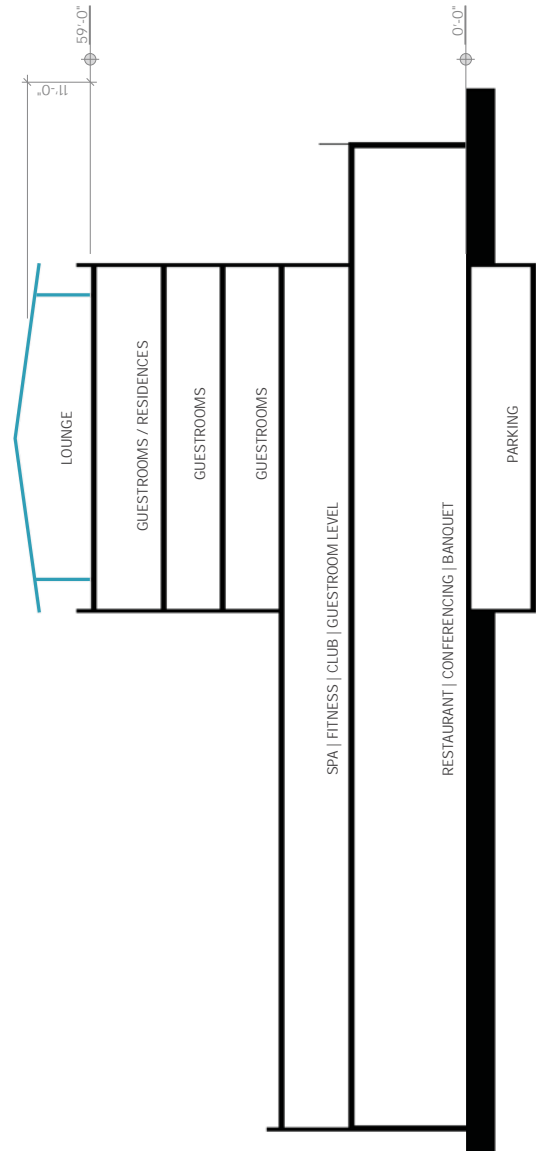 59'-0"
11'-0"
0'-0"
LOUNGE
GUESTROOMS / RESIDENCES
GUESTROOMS
GUESTROOMS
SPA | FITNESS | CLUB | GUESTROOM LEVEL
RESTAURANT | CONFERENCING | BANQUET
PARKING